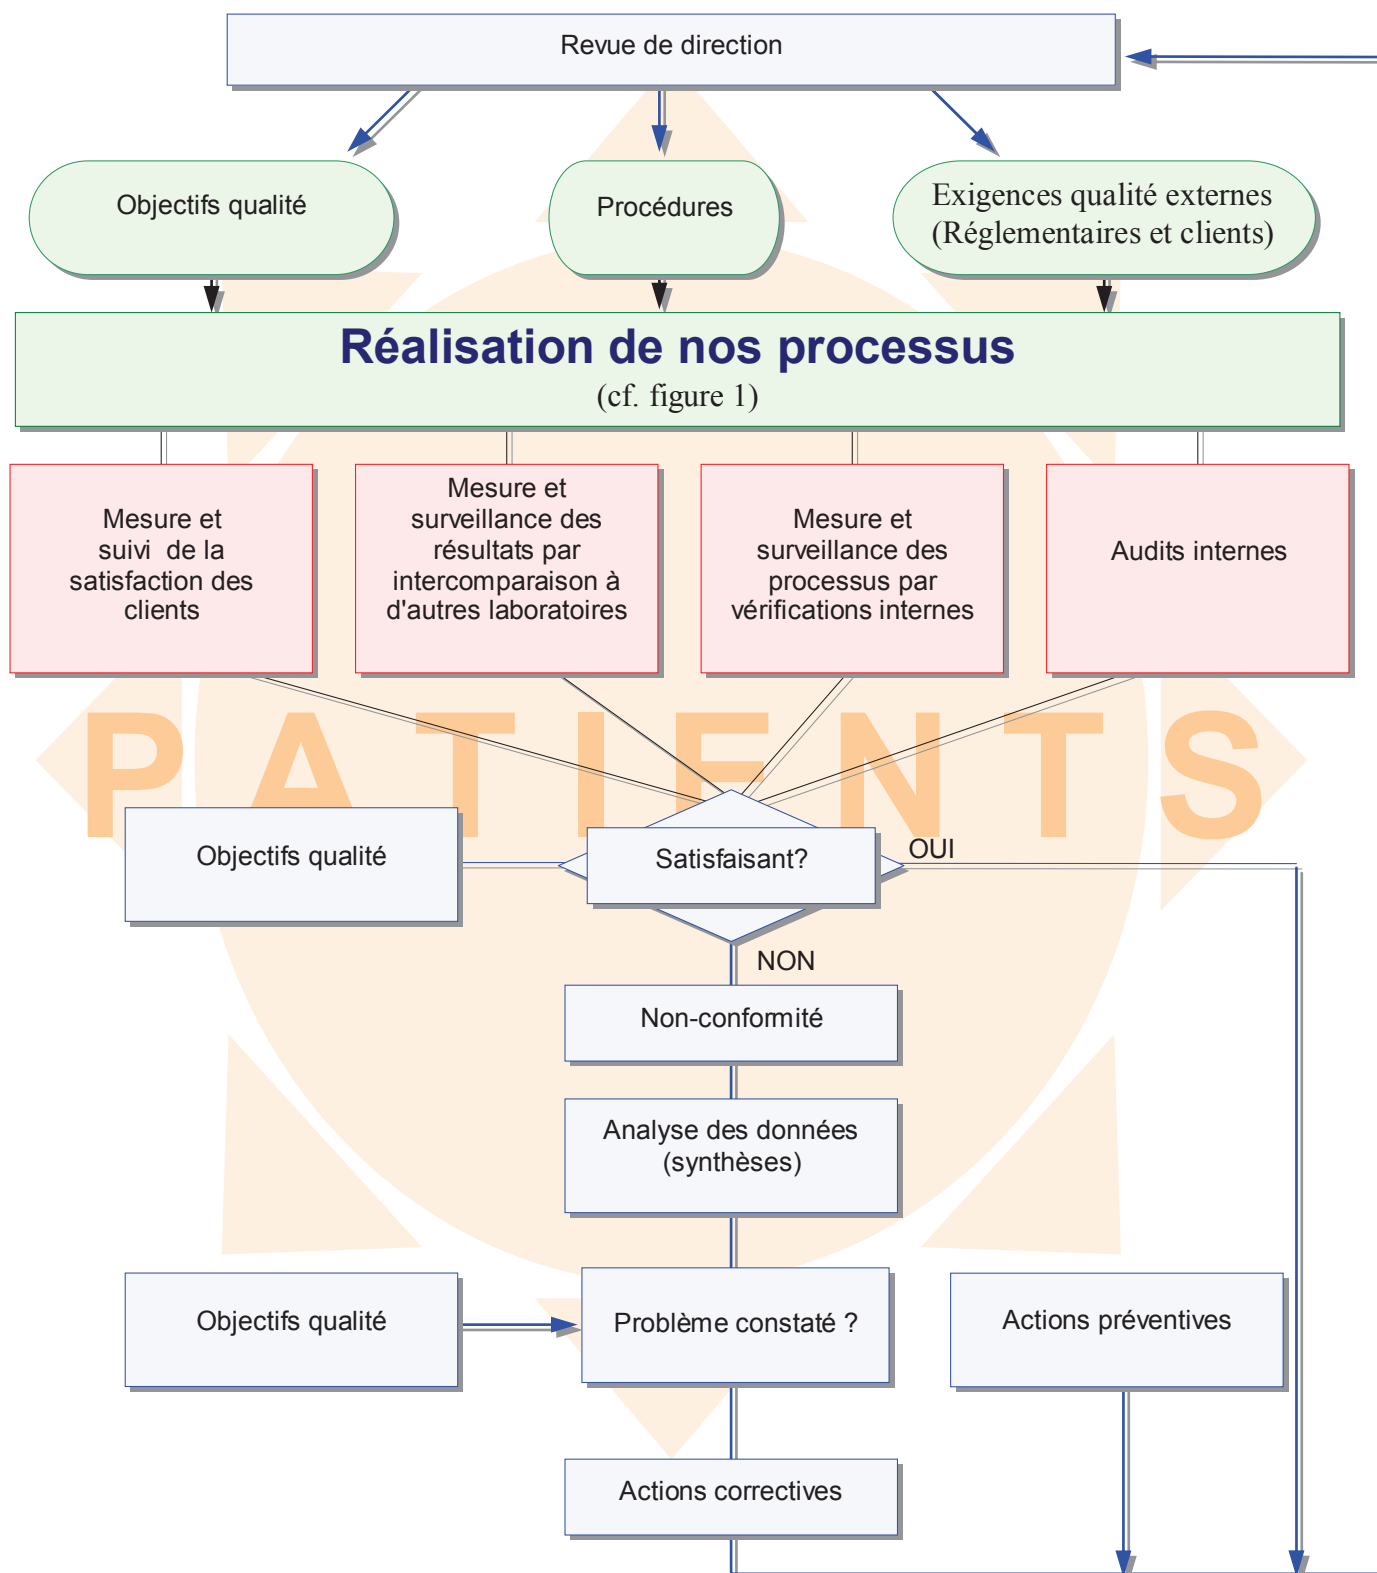 Revue de direction
Objectifs qualité
Procédures
Exigences qualité externes
(Réglementaires et clients)
Réalisation de nos processus
(cf. figure 1)
Mesure et
suivi de la
satisfaction des
clients
Mesure et
surveillance des
résultats par
intercomparaison à
d'autres laboratoires
Mesure et
surveillance des
processus par
vérifications internes
Audits internes
PATIENTS
Objectifs qualité
Satisfaisant?
OUI
NON
Non-conformité
Analyse des données
(synthèses)
Objectifs qualité
Problème constaté ?
Actions préventives
Actions correctives